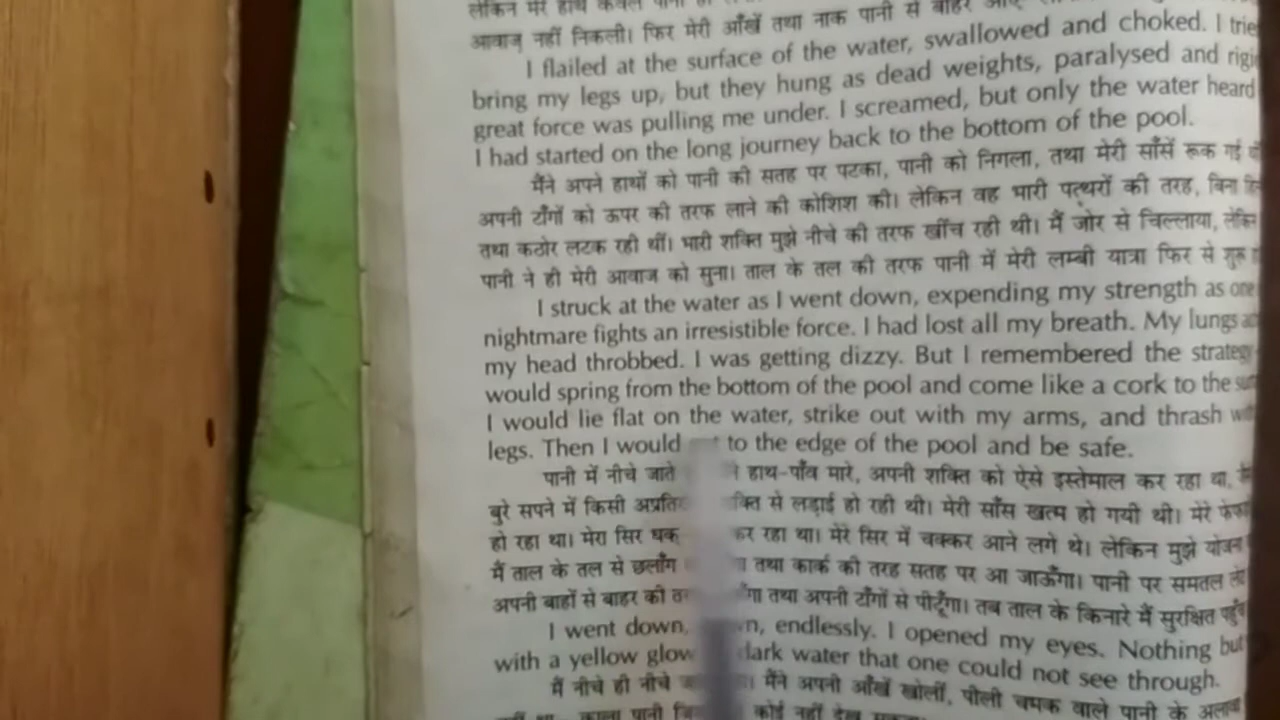 लेकिन मेरे हाथ केवल पानी
आवाज नहीं निकली। फिर मेरी आँखें तथा नाक पानी से बाहर
I flailed at the surface of the water, swallowed and choked. I
bring my legs up, but they hung as dead weights, paralysed and
great force was pulling me under. I screamed, but only the water heard
I had started on the long journey back to the bottom of the pool.
मैंने अपने हाथों को पानी की सतह पर पटका, पानी को निगला, तथा मेरी साँसें रूक गई
अपनी टाँगों को ऊपर की तरफ लाने की कोशिश की। लेकिन वह भारी पत्थरों की तरह, बिना
तथा कठोर लटक रही थीं। भारी शक्ति मुझे नीचे की तरफ खींच रही थी। मैं जोर से चिल्लाया, लेकिन
पानी ने ही मेरी आवाज को सुना। ताल के तल की तरफ पानी में मेरी लम्बी यात्रा फिर से शुरू
I struck at the water as I went down, expending my strength as one
nightmare fights an irresistible force. I had lost all my breath. My lungs
my head throbbed. I was getting dizzy. But I remembered the strategy
would spring from the bottom of the pool and come like a cork to the
I would lie flat on the water, strike out with my arms, and thrash
legs. Then I would to the edge of the pool and be safe.
पानी में नीचे जाते हाथ-पाँव मारे, अपनी शक्ति को ऐसे इस्तेमाल कर रहा था,
बुरे सपने में किसी से लड़ाई हो रही थी। मेरी साँस खत्म हो गयी थी। मेरे
हो रहा था। मेरा सिर धक् कर रहा था। मेरे सिर में चक्कर आने लगे थे। लेकिन मुझे
मैं ताल के तल से छलाँग तथा कार्क की तरह सतह पर आ जाऊँगा। पानी पर समतल
अपनी बाहों से बाहर की तथा अपनी टाँगों से पीटूँगा। तब ताल के किनारे मैं सुरक्षित
I went down, endlessly. I opened my eyes. Nothing but
with a yellow glow dark water that one could not see through.
मैं नीचे ही नीचे मैंने अपनी आँखें खोलीं, पीली चमक वाले पानी के
काला पानी कोई नहीं देख